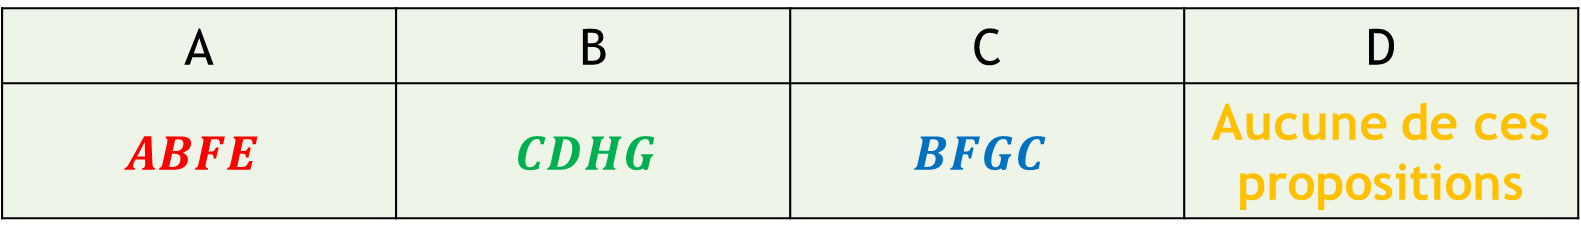 A B C D
ABFE CDHG BFGC Aucune de ces
propositions